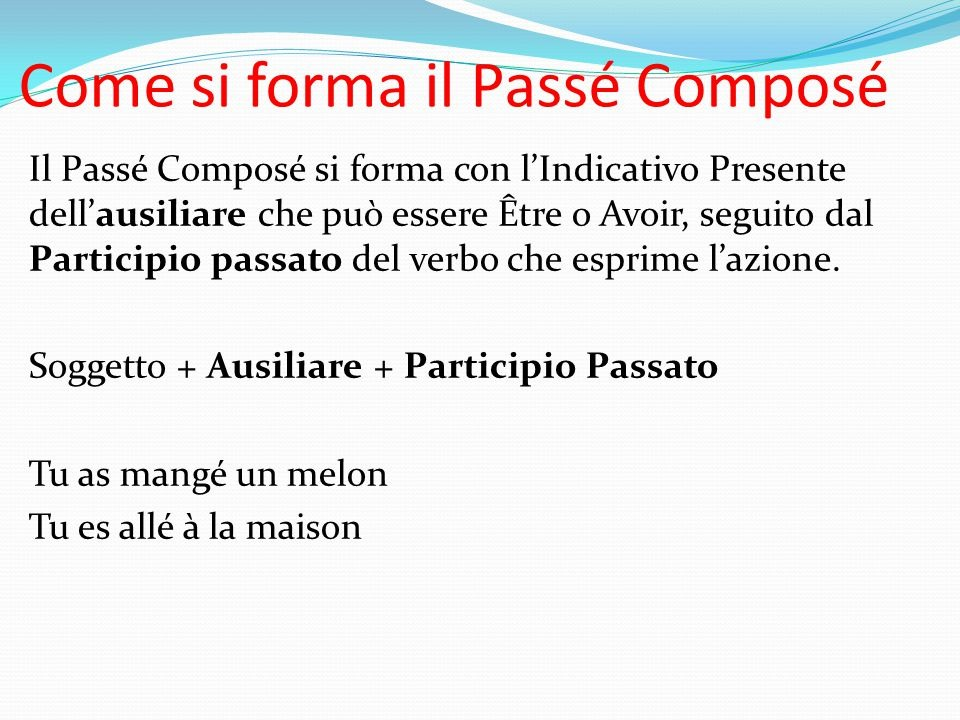 Come si forma il Passé Composé
Il Passé Composé si forma con l’Indicativo Presente
dell’ausiliare che può essere Être o Avoir, seguito dal
Participio passato del verbo che esprime l’azione.
Soggetto + Ausiliare + Participio Passato
Tu as mangé un melon
Tu es allé à la maison